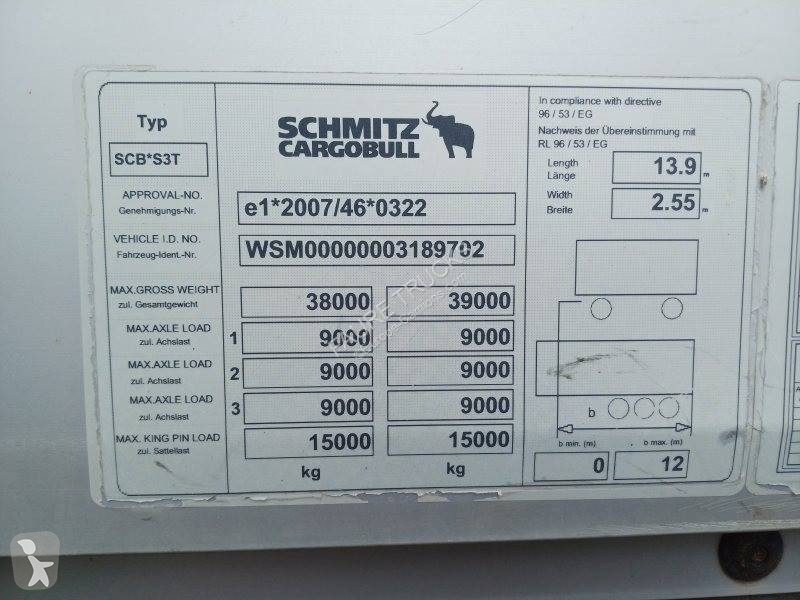 Typ
SCB*S3T
SCHMITZ
CARGOBULL
APPROVAL-NO.
Genehmigungs-Nr.
e1*2007/46*0322
VEHICLE I.D. NO.
Fahrzeug-Ident.-Nr.
WSM00000003189702
MAX.GROSS WEIGHT
zul. Gesamtgewicht
38000 39000
MAX.AXLE LOAD
zul. Achslast
1 9000 9000
MAX.AXLE LOAD
zul. Achslast
2 9000 9000
MAX.AXLE LOAD
zul. Achslast
3 9000 9000
MAX. KING PIN LOAD
zul. Sattellast
15000 15000
kg kg
In compliance with directive
96 / 53 / EG
Nachweis der Übereinstimmung mit
RL 96 / 53 / EG
Length
Länge
13.9 m
Width
Breite
2.55 m
b
b min. (m) b max. (m)
0 12